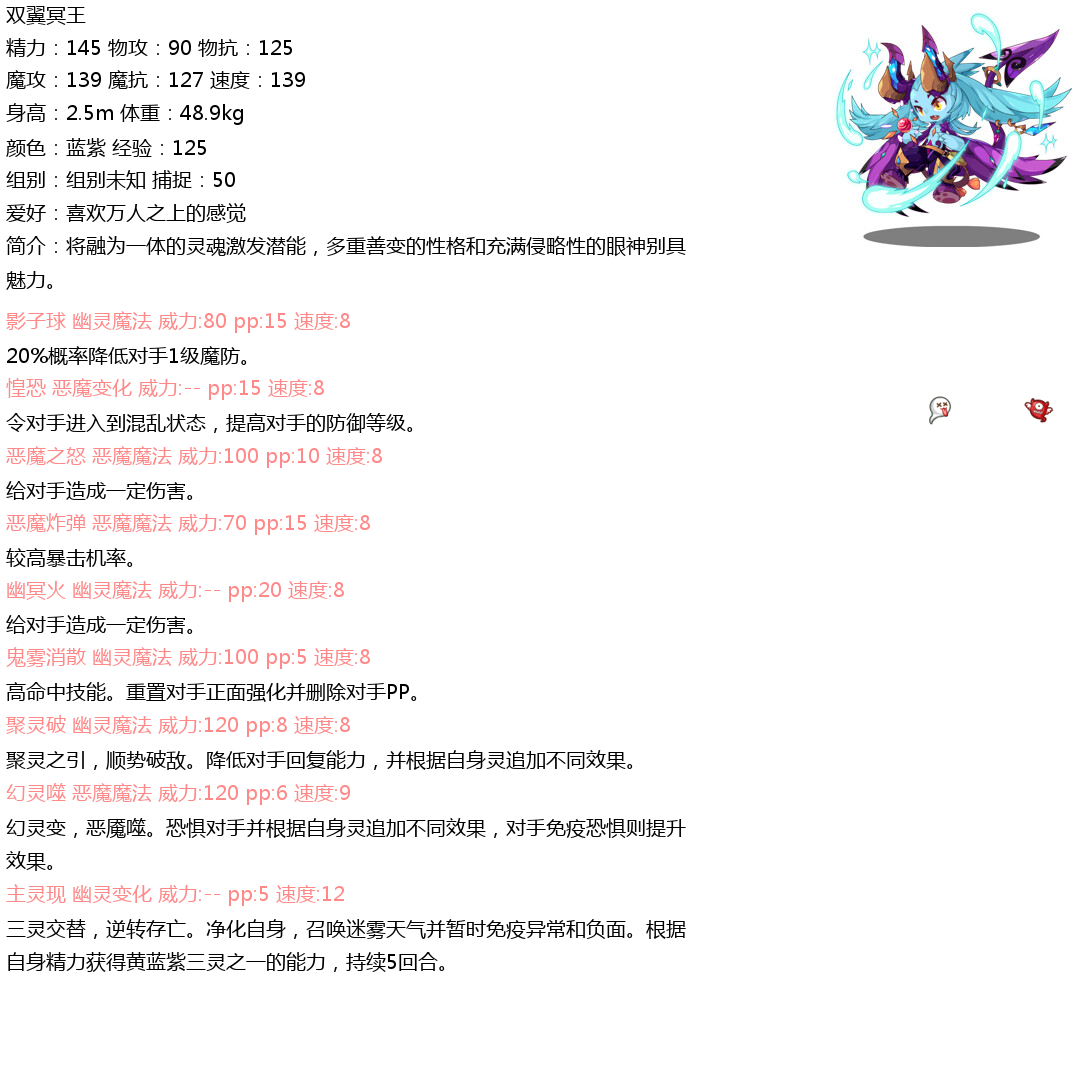 双翼冥王
精力：145 物攻：90 物抗：125
魔攻：139 魔抗：127 速度：139
身高：2.5m 体重：48.9kg
颜色：蓝紫 经验：125
组别：组别未知 捕捉：50
爱好：喜欢万人之上的感觉
简介：将融为一体的灵魂激发潜能，多重善变的性格和充满侵略性的眼神别具
魅力。
影子球 幽灵魔法 威力:80 pp:15 速度:8
20%概率降低对手1级魔防。
惶恐 恶魔变化 威力:-- pp:15 速度:8
令对手进入到混乱状态，提高对手的防御等级。
恶魔之怒 恶魔魔法 威力:100 pp:10 速度:8
给对手造成一定伤害。
恶魔炸弹 恶魔魔法 威力:70 pp:15 速度:8
较高暴击机率。
幽冥火 幽灵魔法 威力:-- pp:20 速度:8
给对手造成一定伤害。
鬼雾消散 幽灵魔法 威力:100 pp:5 速度:8
高命中技能。重置对手正面强化并删除对手PP。
聚灵破 幽灵魔法 威力:120 pp:8 速度:8
聚灵之引，顺势破敌。降低对手回复能力，并根据自身灵追加不同效果。
幻灵噬 恶魔魔法 威力:120 pp:6 速度:9
幻灵变，恶魇噬。恐惧对手并根据自身灵追加不同效果，对手免疫恐惧则提升
效果。
主灵现 幽灵变化 威力:-- pp:5 速度:12
三灵交替，逆转存亡。净化自身，召唤迷雾天气并暂时免疫异常和负面。根据
自身精力获得黄蓝紫三灵之一的能力，持续5回合。